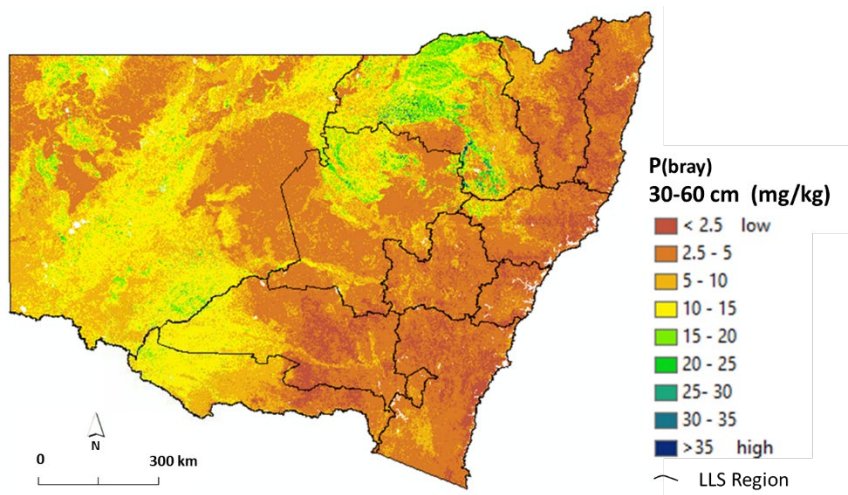 P(bray)
30-60 cm (mg/kg)
< 2.5 low
2.5 - 5
5 - 10
10 - 15
15 - 20
20 - 25
25- 30
30 - 35
>35 high
LLS Region
N
0 300 km